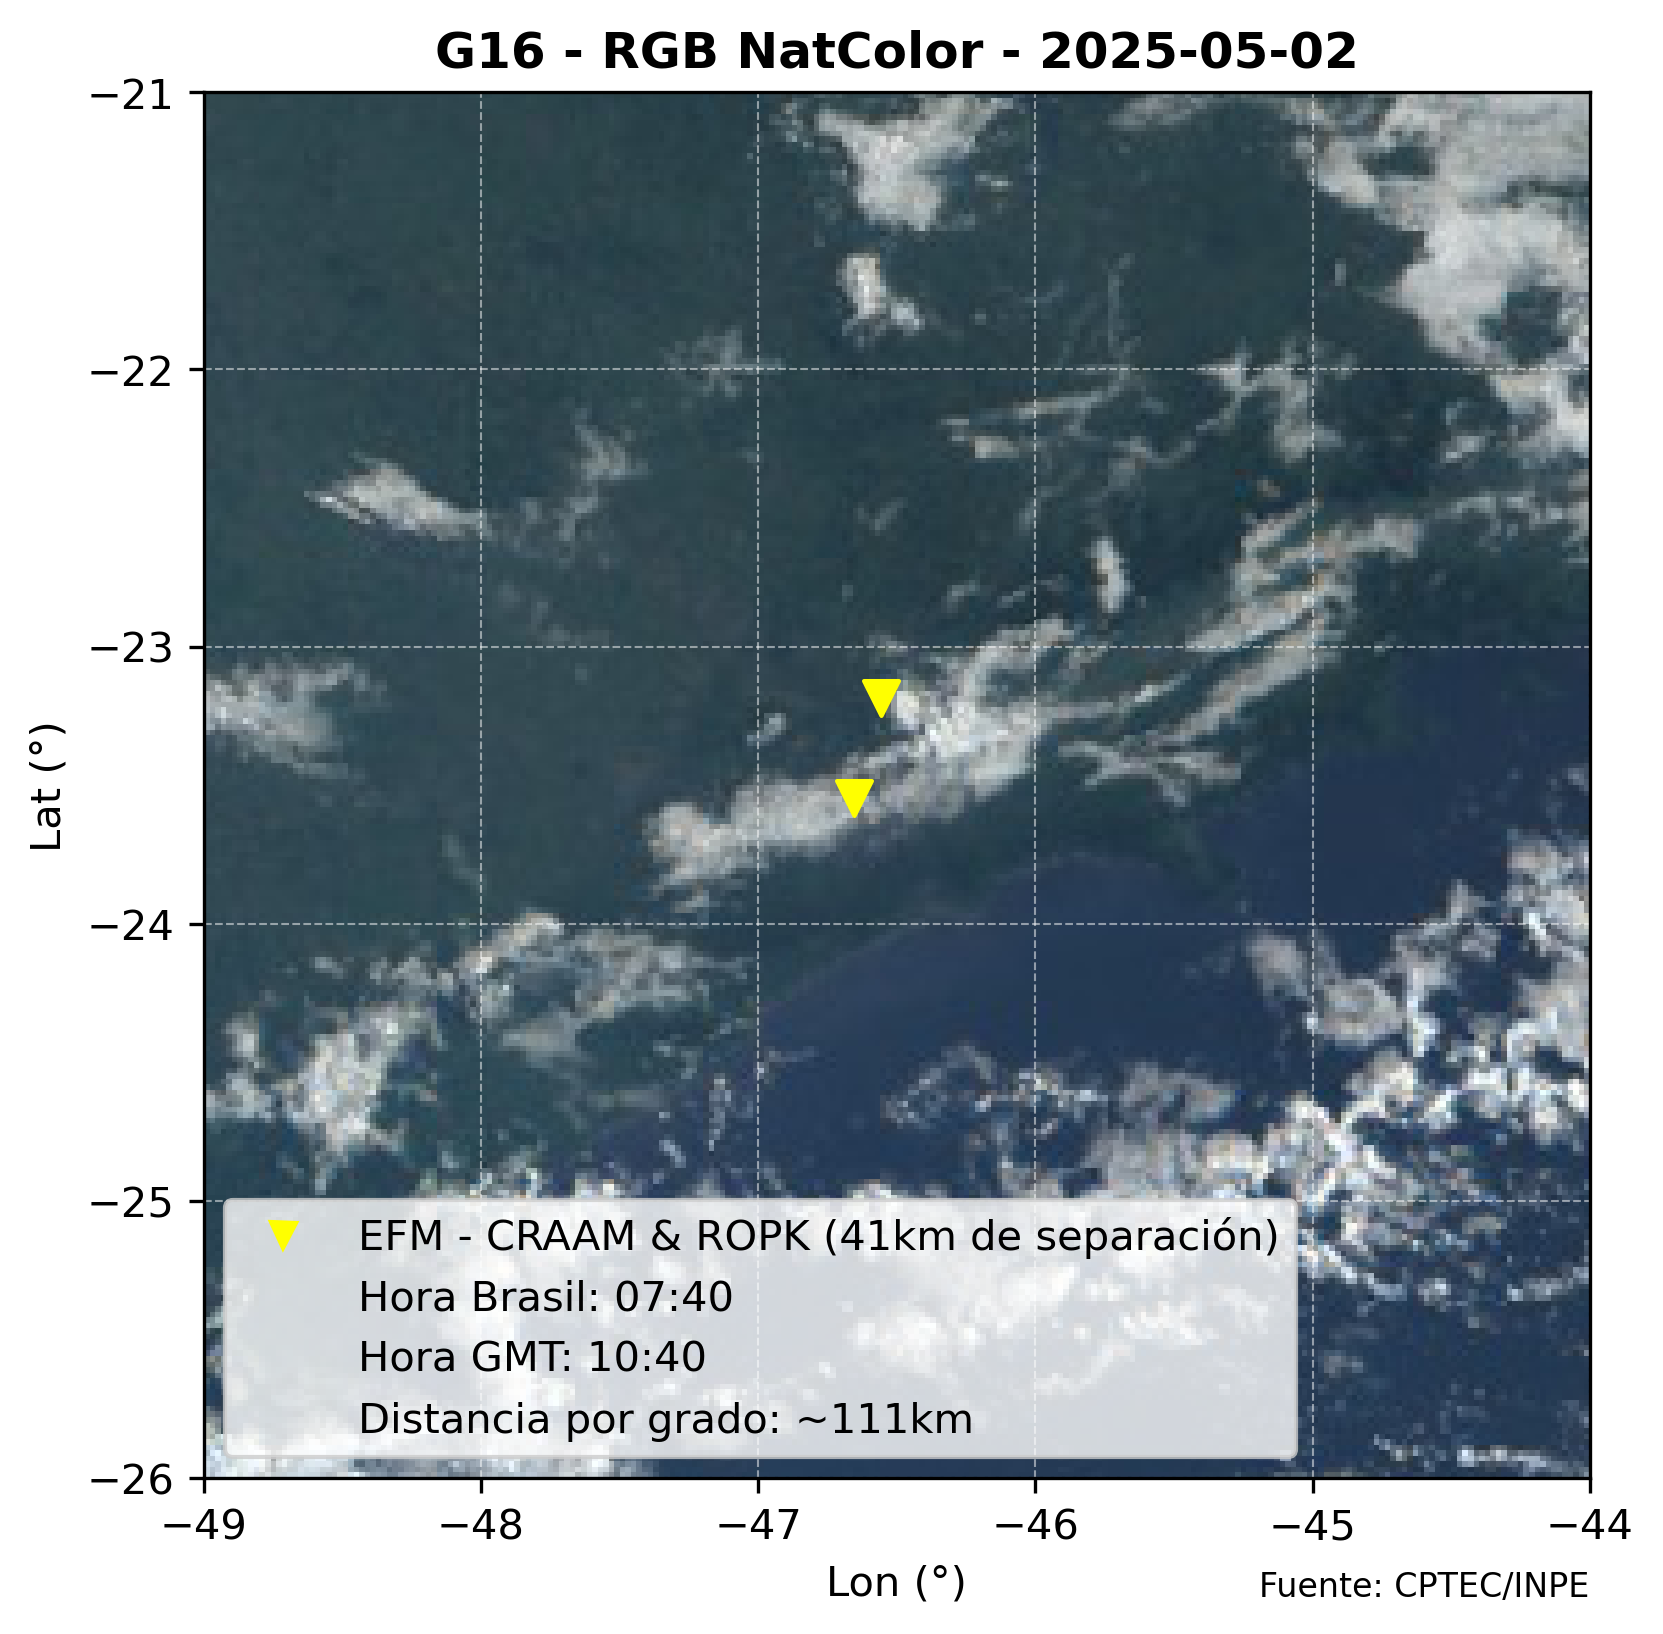 G16 - RGB NatColor - 2025-05-02
−21
−22
−23
−24
−25
−26
Lat (°)
EFM - CRAAM & ROPK (41km de separación)
Hora Brasil: 07:40
Hora GMT: 10:40
Distancia por grado: ~111km
−49
−48
−47
−46
−45
−44
Lon (°)
Fuente: CPTEC/INPE